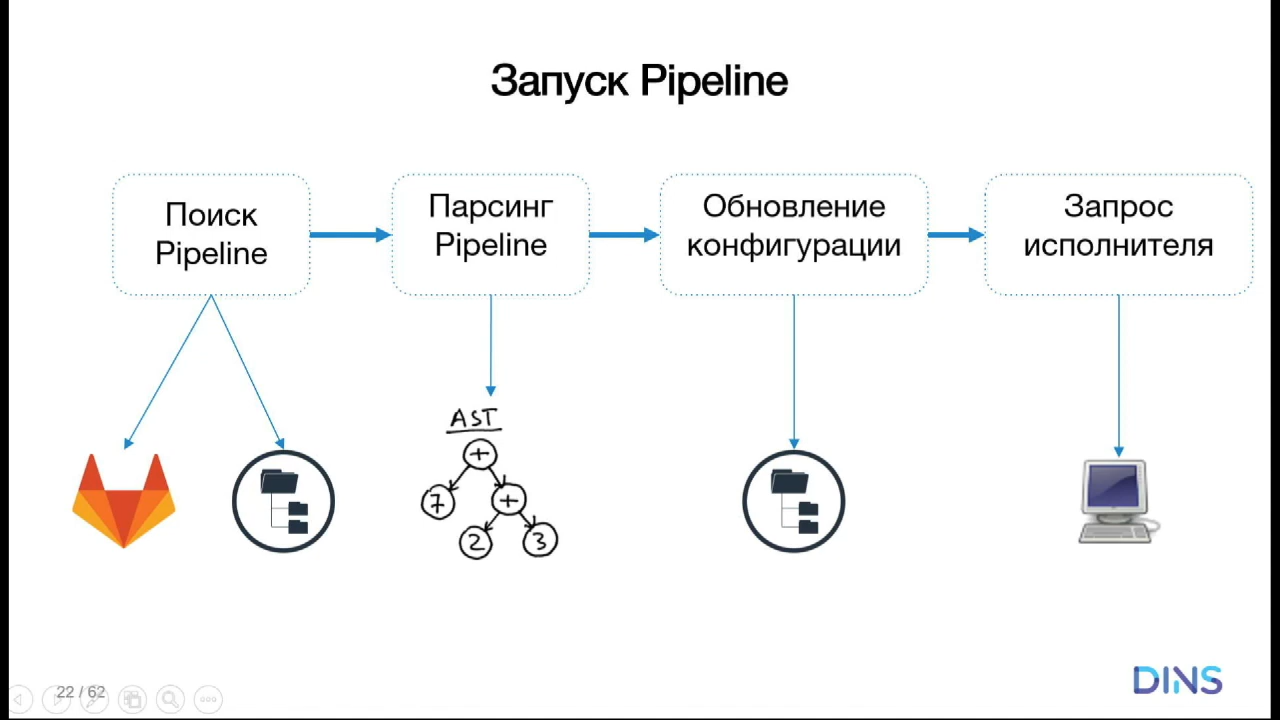 Запуск Pipeline
Поиск
Pipeline
Парсинг
Pipeline
Обновление
конфигурации
Запрос
исполнителя
AST
+
7
+
2
3
22 / 62
DINS